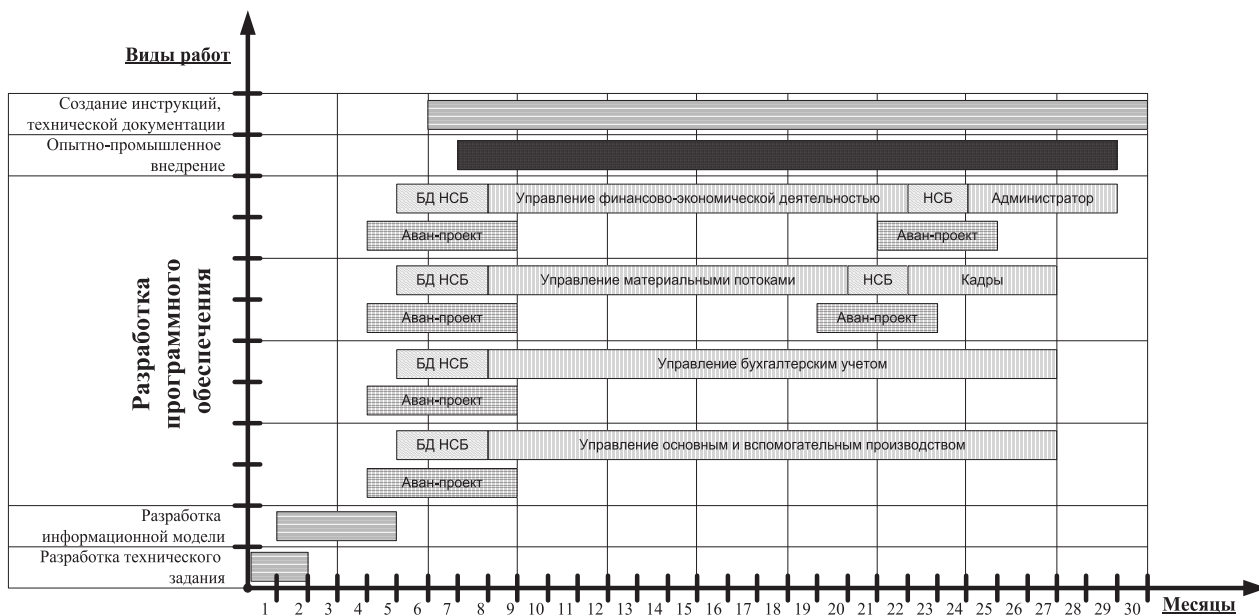 Виды работ
Создание инструкций,
технической документации
Опытно-промышленное
внедрение
БД НСБ Управление финансово-экономической деятельностью НСБ Администратор
Аван-проект Аван-проект
БД НСБ Управление материальными потоками НСБ Кадры
Аван-проект Аван-проект
Разработка
программного
обеспечения
БД НСБ Управление бухгалтерским учетом
Аван-проект
БД НСБ Управление основным и вспомогательным производством
Аван-проект
Разработка
информационной модели
Разработка технического
задания
1 2 3 4 5 6 7 8 9 10 11 12 13 14 15 16 17 18 19 20 21 22 23 24 25 26 27 28 29 30 Месяцы